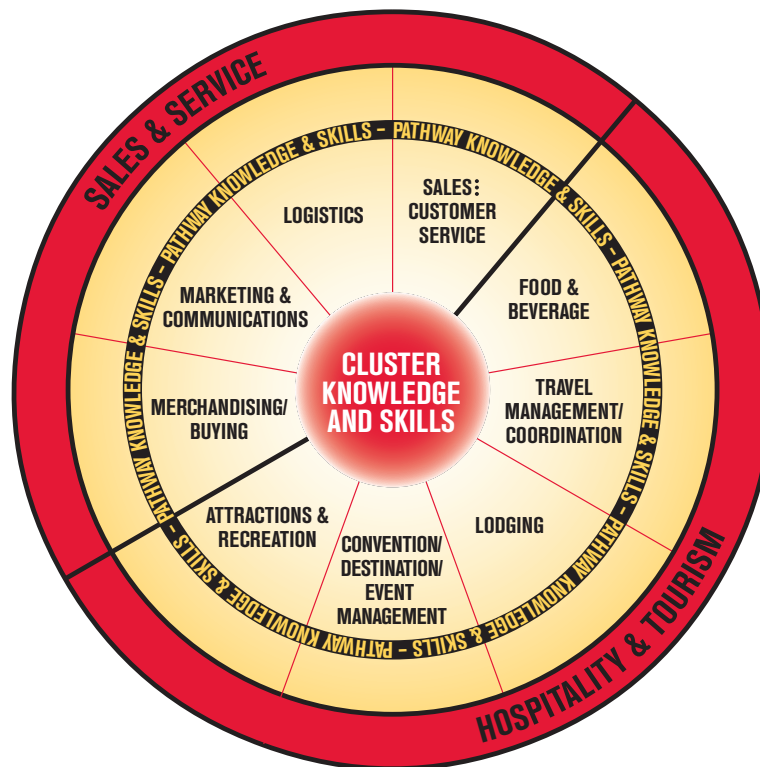 SALES & SERVICE
PATHWAY KNOWLEDGE & SKILLS – PATHWAY KNOWLEDGE & SKILLS – PATHWAY KNOWLEDGE & SKILLS – PATHWAY KNOWLEDGE & SKILLS – PATHWAY KNOWLEDGE & SKILLS – PATHWAY KNOWLEDGE & SKILLS –
LOGISTICS
SALES:
CUSTOMER
SERVICE
MARKETING &
COMMUNICATIONS
FOOD &
BEVERAGE
CLUSTER
KNOWLEDGE
AND SKILLS
MERCHANDISING/
BUYING
TRAVEL
MANAGEMENT/
COORDINATION
ATTRACTIONS &
RECREATION
CONVENTION/
DESTINATION/
EVENT
MANAGEMENT
LODGING
HOSPITALITY & TOURISM